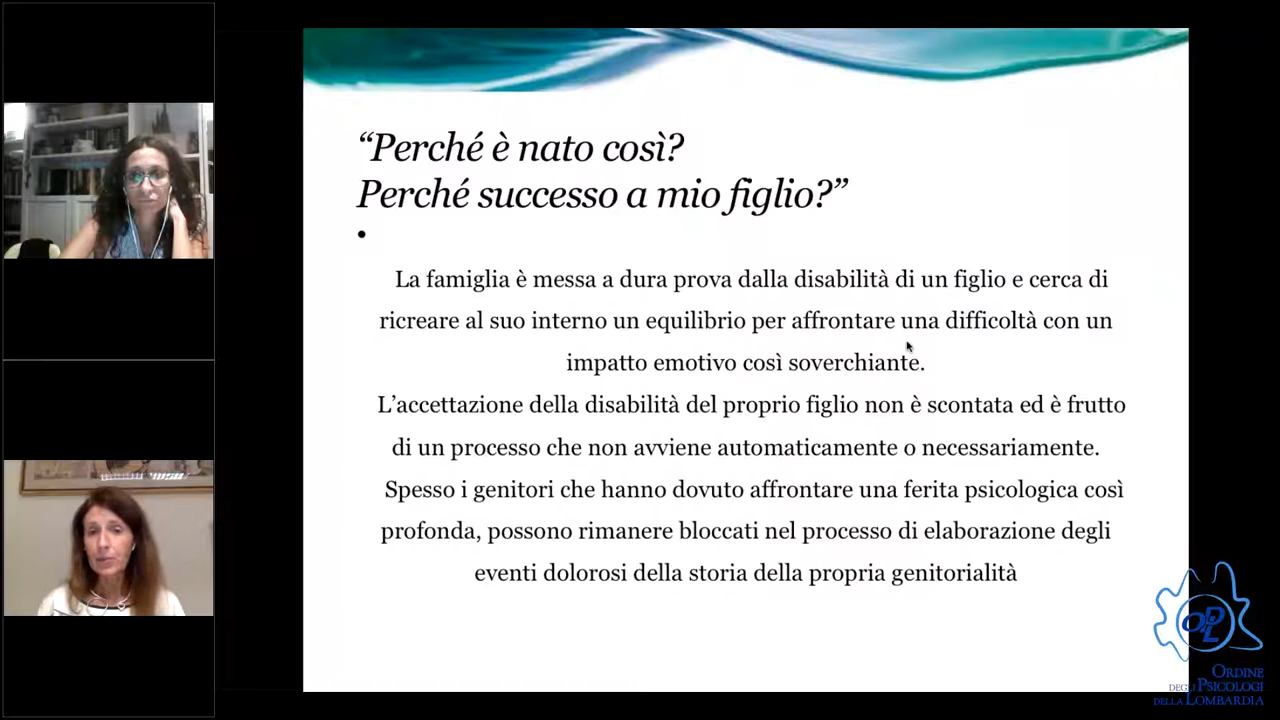 “Perché è nato così?
Perché successo a mio figlio?”
•
La famiglia è messa a dura prova dalla disabilità di un figlio e cerca di
ricreare al suo interno un equilibrio per affrontare una difficoltà con un
impatto emotivo così soverchiante.
L’accettazione della disabilità del proprio figlio non è scontata ed è frutto
di un processo che non avviene automaticamente o necessariamente.
Spesso i genitori che hanno dovuto affrontare una ferita psicologica così
profonda, possono rimanere bloccati nel processo di elaborazione degli
eventi dolorosi della storia della propria genitorialità
OPL
ORDINE
DEGLI PSICOLOGI
DELLA LOMBARDIA